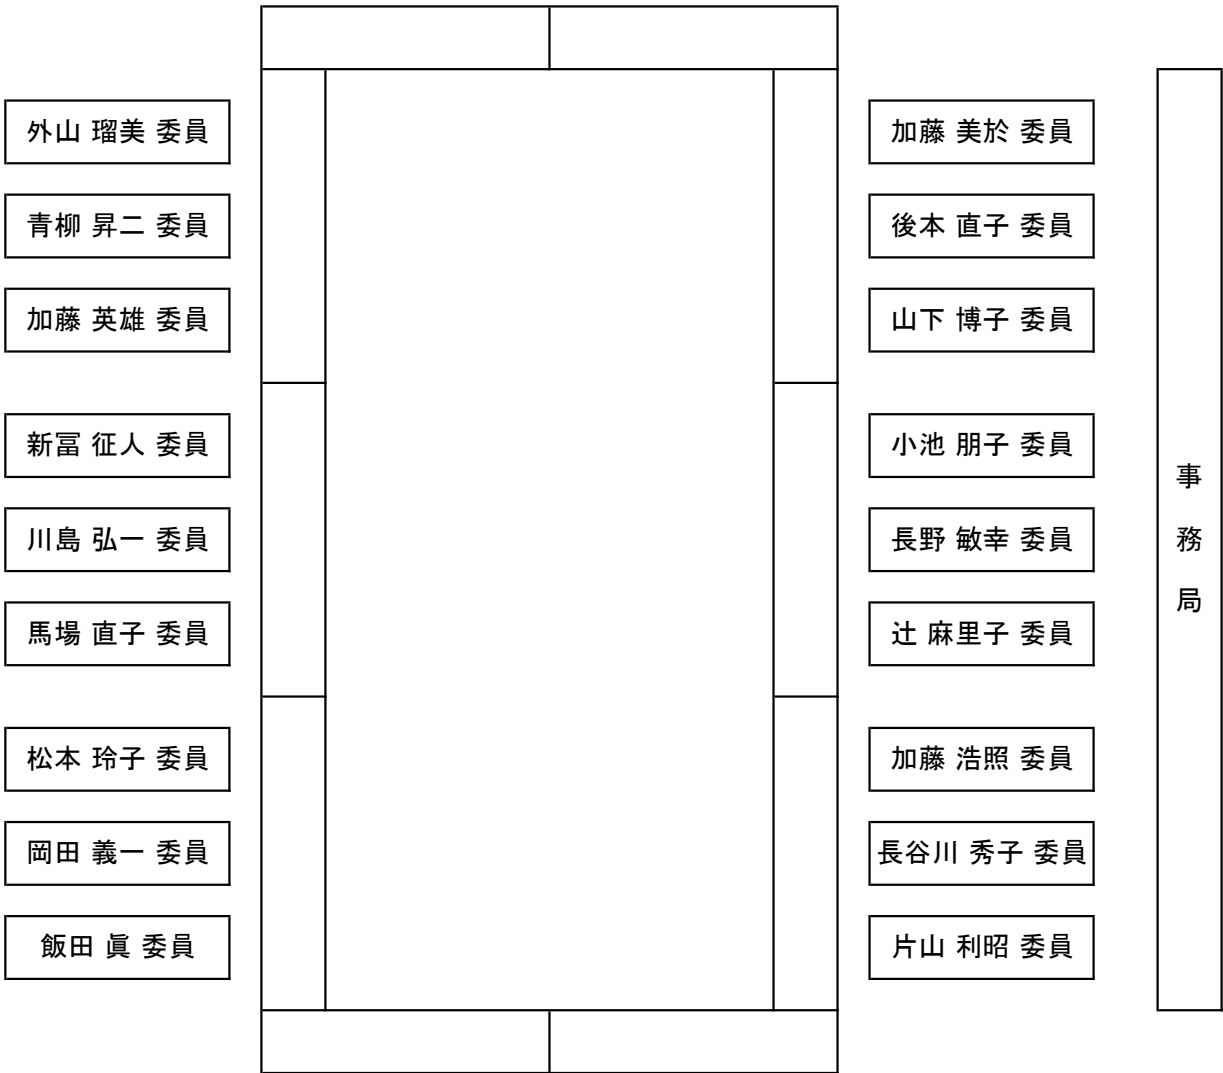 外山 瑠美 委員
青柳 昇二 委員
加藤 英雄 委員
新冨 征人 委員
川島 弘一 委員
馬場 直子 委員
松本 玲子 委員
岡田 義一 委員
飯田 眞 委員
加藤 美於 委員
後本 直子 委員
山下 博子 委員
小池 朋子 委員
長野 敏幸 委員
辻 麻里子 委員
加藤 浩照 委員
長谷川 秀子 委員
片山 利昭 委員
事務局